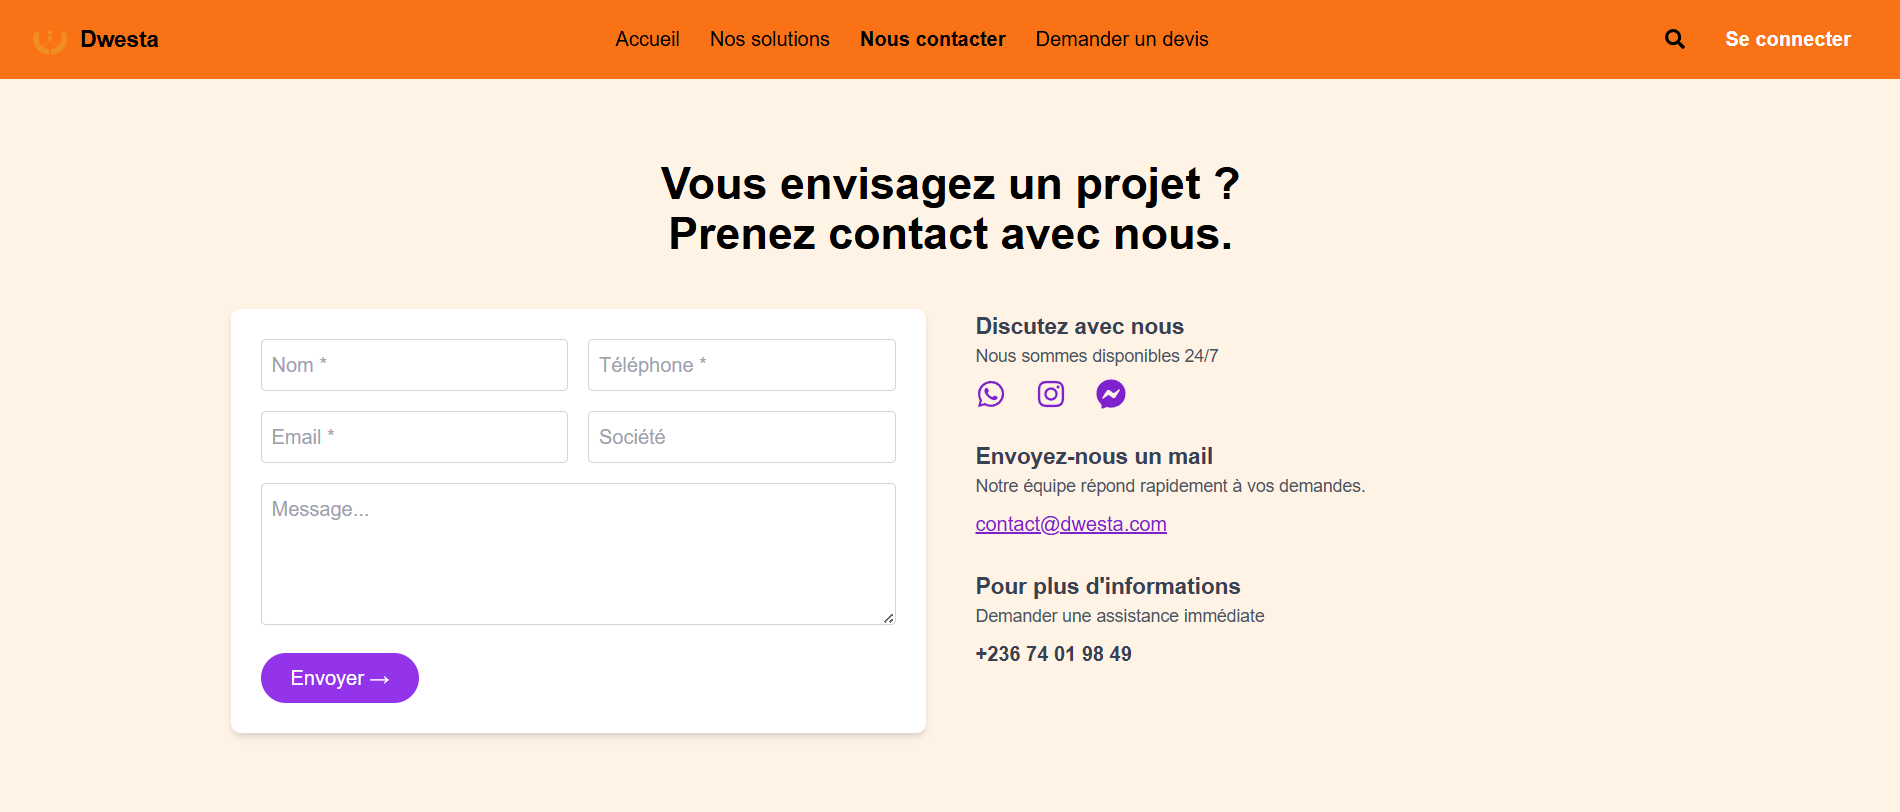 Dwesta
Accueil Nos solutions Nous contacter Demander un devis
Se connecter
Vous envisagez un projet ?
Prenez contact avec nous.
Nom *
Téléphone *
Email *
Société
Message...
Envoyer →
Discutez avec nous
Nous sommes disponibles 24/7
Envoyez-nous un mail
Notre équipe répond rapidement à vos demandes.
contact@dwesta.com
Pour plus d'informations
Demander une assistance immédiate
+236 74 01 98 49